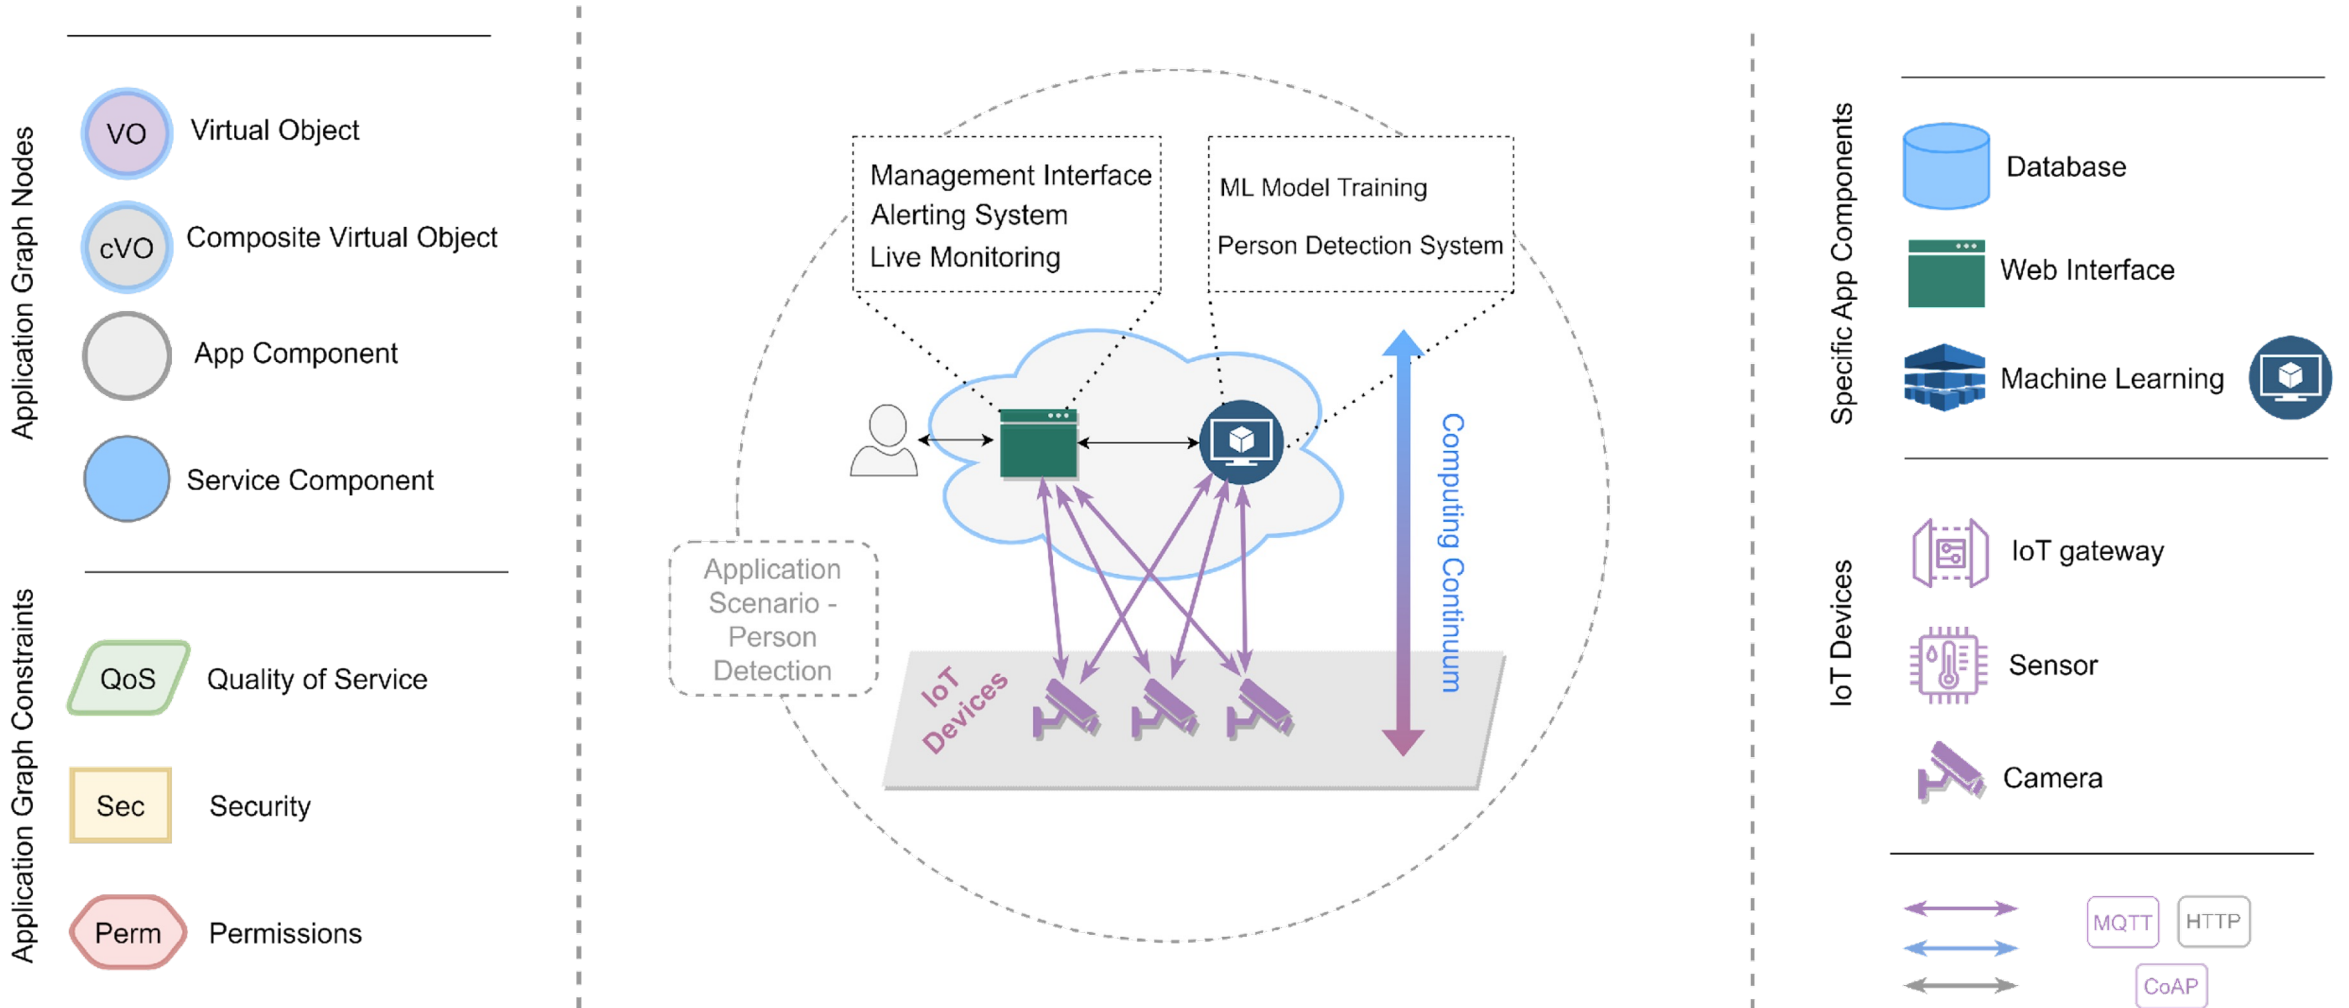 Application Graph Nodes
VO
Virtual Object
cVO
Composite Virtual Object
App Component
Service Component
Application Graph Constraints
QoS
Quality of Service
Sec
Security
Perm
Permissions
Management Interface
Alerting System
Live Monitoring
ML Model Training
Person Detection System
Computing Continuum
Application
Scenario -
Person
Detection
IoT
Devices
Specific App Components
Database
Web Interface
Machine Learning
IoT Devices
IoT gateway
Sensor
Camera
MQTT
HTTP
CoAP